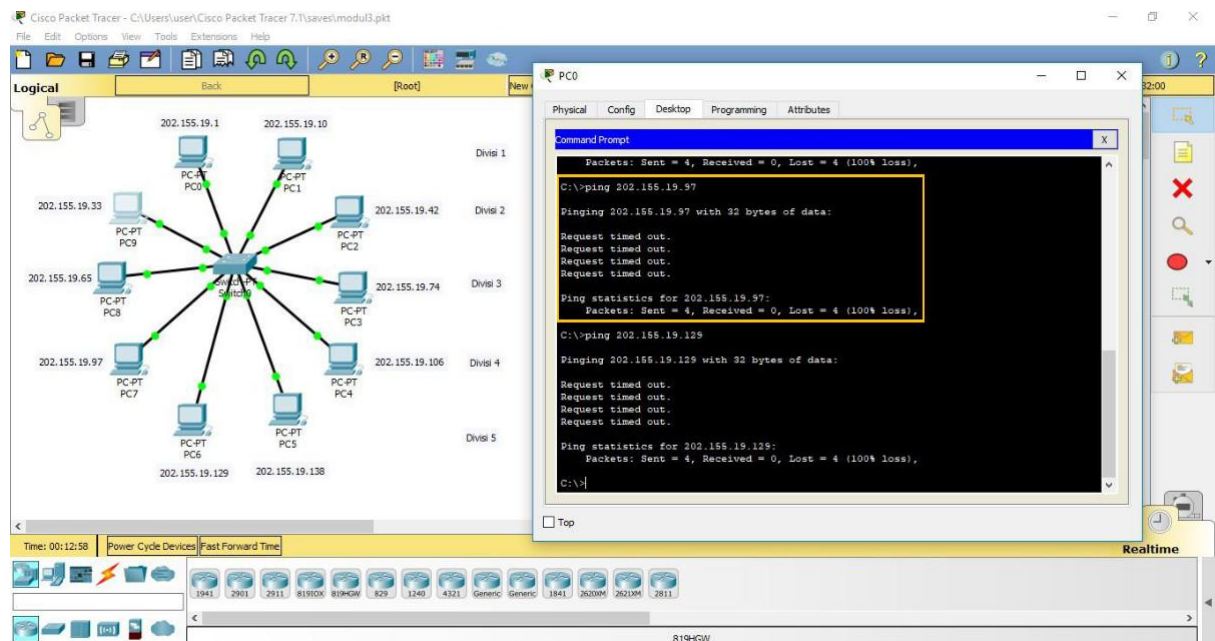 Cisco Packet Tracer - C:\Users\user\Cisco Packet Tracer 7.1\saves\modul3.pkt
File Edit Options View Tools Extensions Help
Logical
Back
[Root]
New
32:00
202.155.19.1
202.155.19.10
Divisi 1
PC-PT
PC0
PC-PT
PC1
202.155.19.33
202.155.19.42
Divisi 2
PC-PT
PC9
PC-PT
PC2
202.155.19.65
202.155.19.74
Divisi 3
PC-PT
PC8
Switch-PT
Switch0
PC-PT
PC3
202.155.19.97
202.155.19.106
Divisi 4
PC-PT
PC7
PC-PT
PC4
PC-PT
PC6
PC-PT
PC5
Divisi 5
202.155.19.129
202.155.19.138
PC0
Physical Config Desktop Programming Attributes
Command Prompt
X
Packets: Sent = 4, Received = 0, Lost = 4 (100% loss),
C:\>ping 202.155.19.97
Pinging 202.155.19.97 with 32 bytes of data:
Request timed out.
Request timed out.
Request timed out.
Request timed out.
Ping statistics for 202.155.19.97:
Packets: Sent = 4, Received = 0, Lost = 4 (100% loss),
C:\>ping 202.155.19.129
Pinging 202.155.19.129 with 32 bytes of data:
Request timed out.
Request timed out.
Request timed out.
Request timed out.
Ping statistics for 202.155.19.129:
Packets: Sent = 4, Received = 0, Lost = 4 (100% loss),
C:\>
Top
Time: 00:12:58 Power Cycle Devices Fast Forward Time
Realtime
1941 2901 2911 819IOX 819HGW 829 1240 4321 Generic Generic 1841 2620XM 2621XM 2811
819HGW